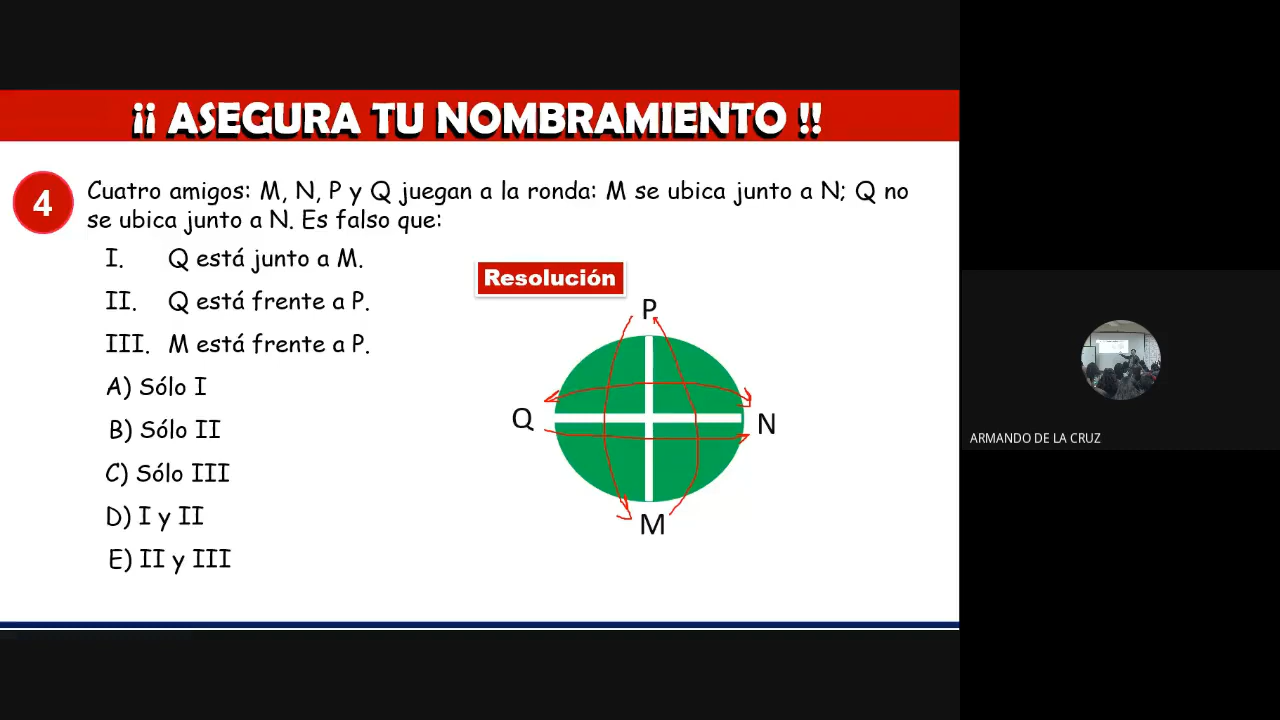 ¡¡ ASEGURA TU NOMBRAMIENTO !!
4
Cuatro amigos: M, N, P y Q juegan a la ronda: M se ubica junto a N; Q no
se ubica junto a N. Es falso que:
I. Q está junto a M.
II. Q está frente a P.
III. M está frente a P.
A) Sólo I
B) Sólo II
C) Sólo III
D) I y II
E) II y III
Resolución
P
Q
N
M
ARMANDO DE LA CRUZ